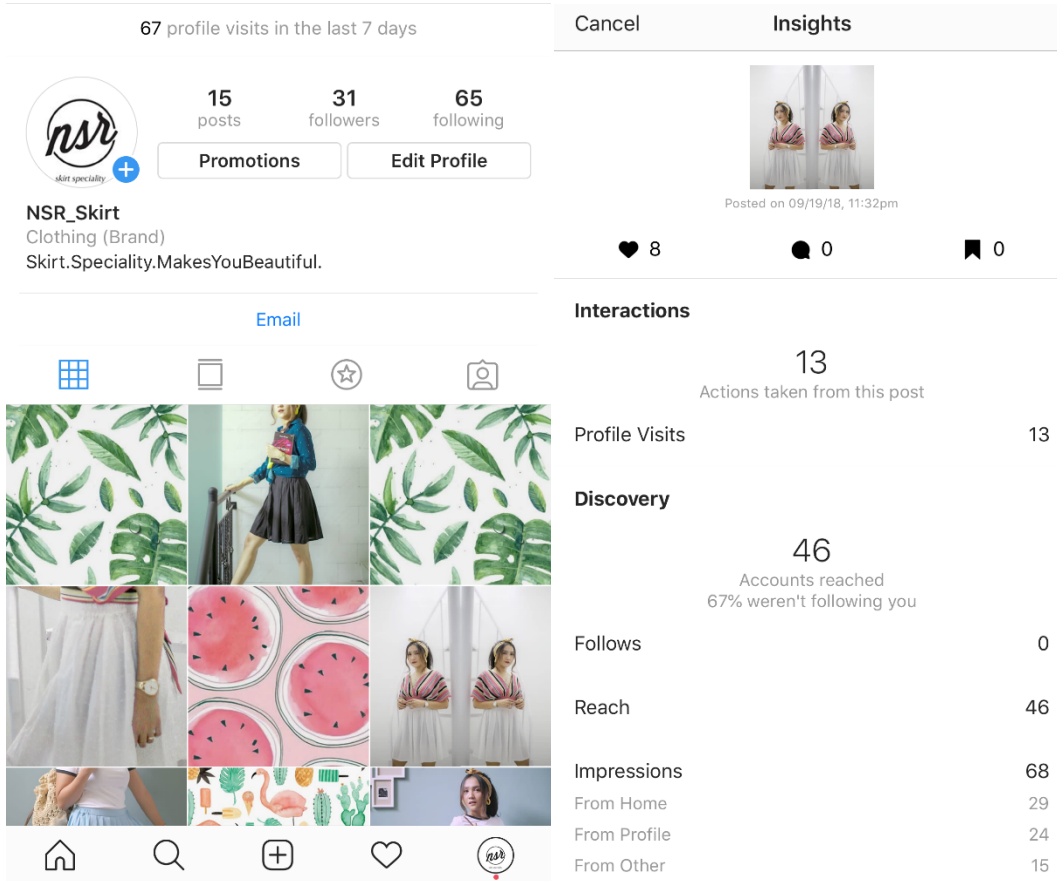 67 profile visits in the last 7 days
15 31 65
posts followers following
Promotions Edit Profile
nsr
skirt speciality
NSR_Skirt
Clothing (Brand)
Skirt.Speciality.MakesYouBeautiful.
Email
nsr
Cancel Insights
Posted on 09/19/18, 11:32pm
8 0 0
Interactions
13
Actions taken from this post
Profile Visits 13
Discovery
46
Accounts reached
67% weren't following you
Follows 0
Reach 46
Impressions 68
From Home 29
From Profile 24
From Other 15